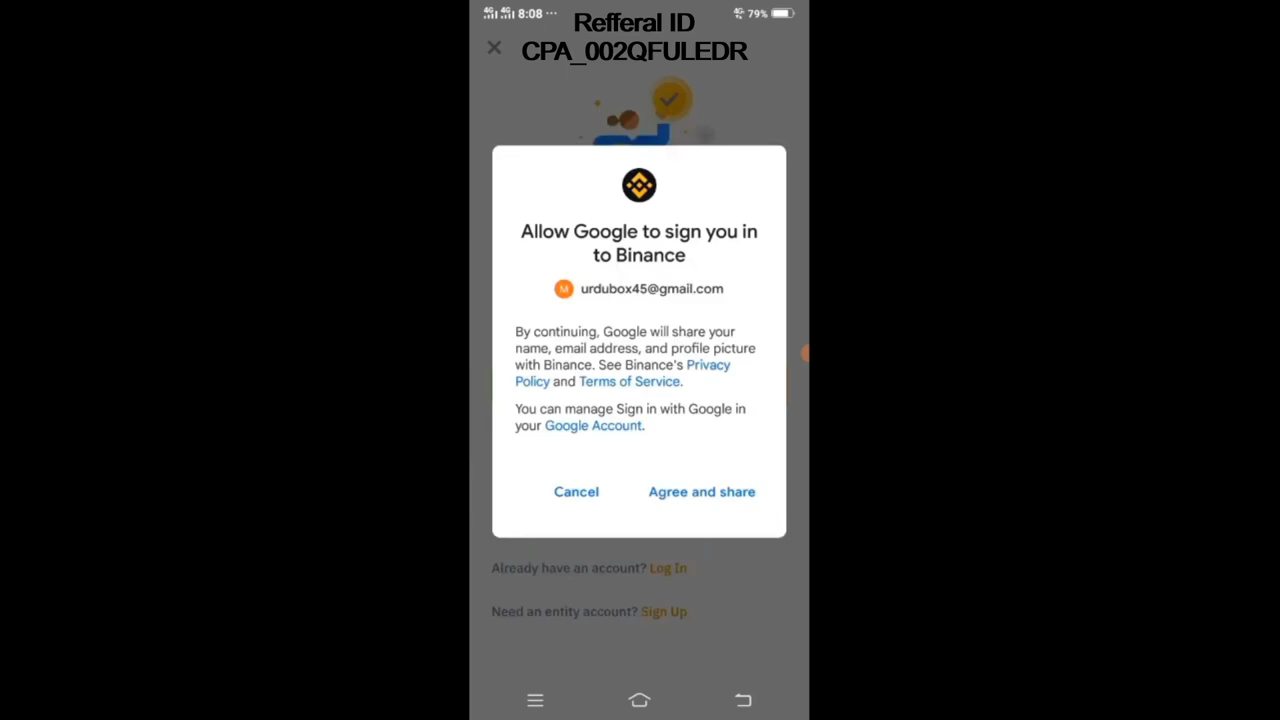 8:08 ...
79%
Refferal ID
CPA_002QFULEDR
Allow Google to sign you in
to Binance
M urdubox45@gmail.com
By continuing, Google will share your
name, email address, and profile picture
with Binance. See Binance's Privacy
Policy and Terms of Service.
You can manage Sign in with Google in
your Google Account.
Cancel Agree and share
Already have an account? Log In
Need an entity account? Sign Up